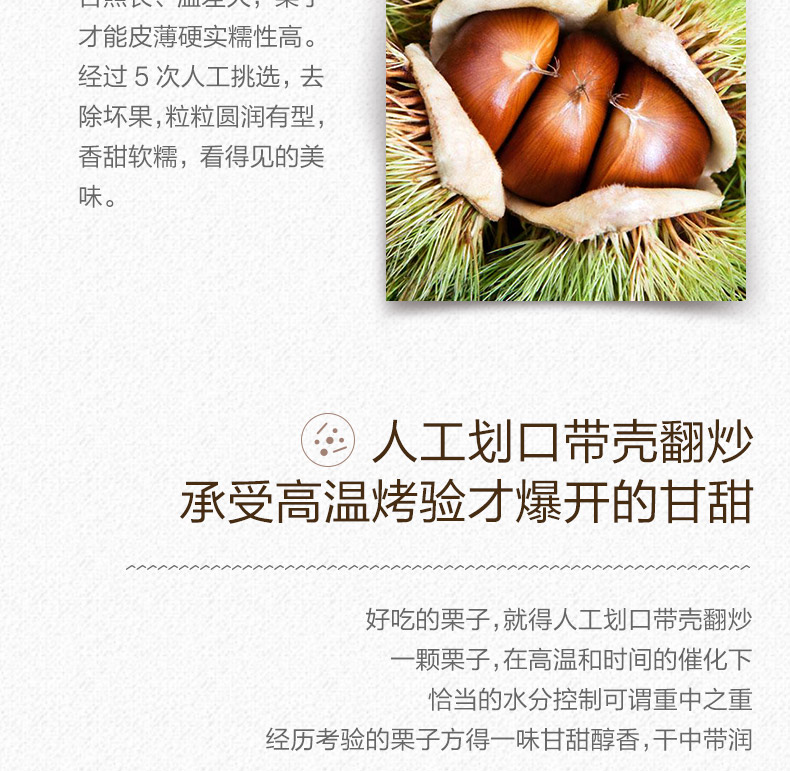 才能皮薄硬实糯性高。
经过 5 次人工挑选，去
除坏果,粒粒圆润有型，
香甜软糯，看得见的美
味。
人工划口带壳翻炒
承受高温烤验才爆开的甘甜
好吃的栗子,就得人工划口带壳翻炒
一颗栗子,在高温和时间的催化下
恰当的水分控制可谓重中之重
经历考验的栗子方得一味甘甜醇香,干中带润